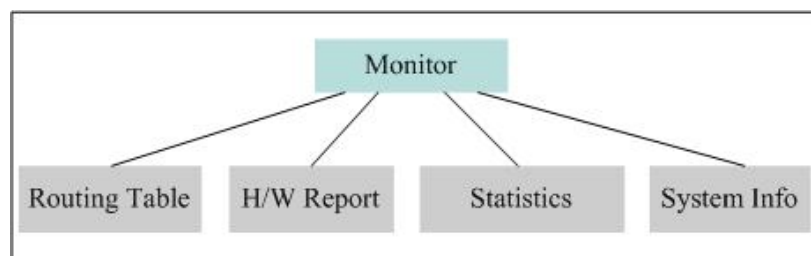 Monitor
Routing Table
H/W Report
Statistics
System Info